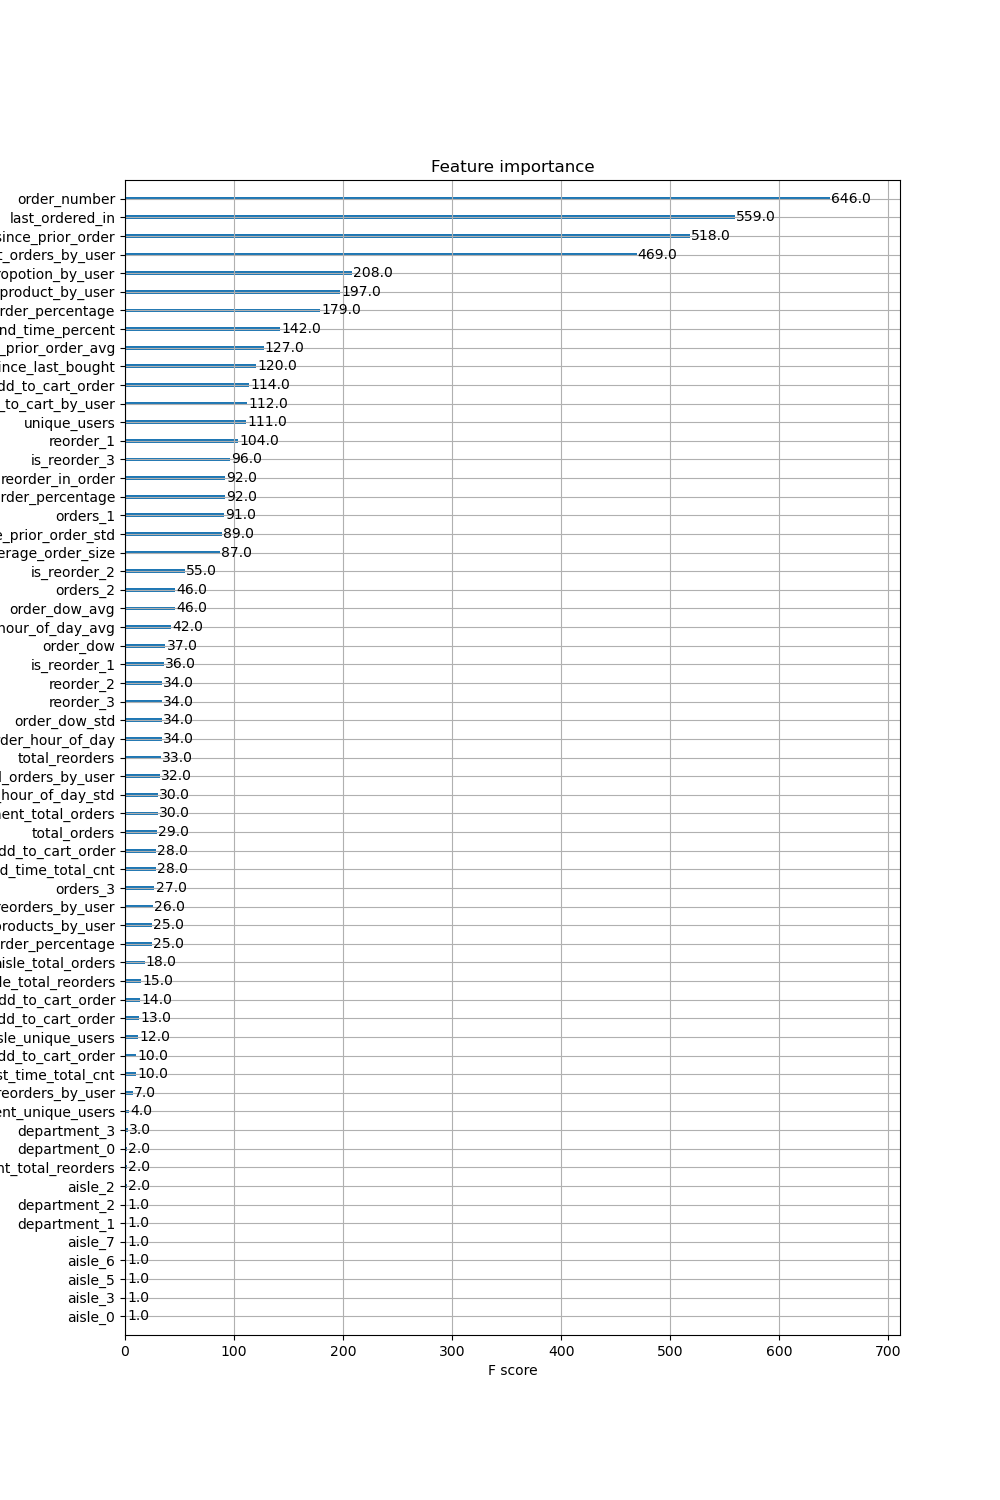 Feature importance
order_number 646.0
last_ordered_in 559.0
since_prior_order 518.0
t_orders_by_user 469.0
opotion_by_user 208.0
product_by_user 197.0
rder_percentage 179.0
nd_time_percent 142.0
_prior_order_avg 127.0
ince_last_bought 120.0
dd_to_cart_order 114.0
_to_cart_by_user 112.0
unique_users 111.0
reorder_1 104.0
is_reorder_3 96.0
reorder_in_order 92.0
rder_percentage 92.0
orders_1 91.0
e_prior_order_std 89.0
erage_order_size 87.0
is_reorder_2 55.0
orders_2 46.0
order_dow_avg 46.0
hour_of_day_avg 42.0
order_dow 37.0
is_reorder_1 36.0
reorder_2 34.0
reorder_3 34.0
order_dow_std 34.0
der_hour_of_day 34.0
total_reorders 33.0
l_orders_by_user 32.0
_hour_of_day_std 30.0
ent_total_orders 30.0
total_orders 29.0
dd_to_cart_order 28.0
d_time_total_cnt 28.0
orders_3 27.0
reorders_by_user 26.0
products_by_user 25.0
rder_percentage 25.0
aisle_total_orders 18.0
le_total_reorders 15.0
dd_to_cart_order 14.0
dd_to_cart_order 13.0
sle_unique_users 12.0
dd_to_cart_order 10.0
st_time_total_cnt 10.0
reorders_by_user 7.0
ent_unique_users 4.0
department_3 3.0
department_0 2.0
nt_total_reorders 2.0
aisle_2 2.0
department_2 1.0
department_1 1.0
aisle_7 1.0
aisle_6 1.0
aisle_5 1.0
aisle_3 1.0
aisle_0 1.0
0 100 200 300 400 500 600 700
F score